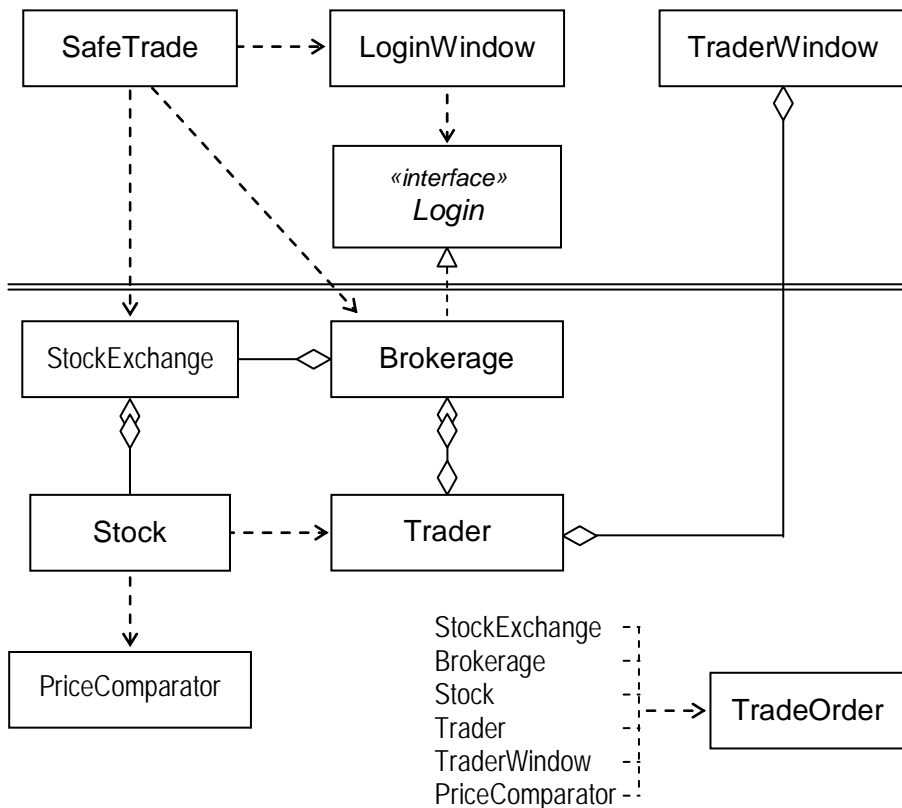 SafeTrade
LoginWindow
TraderWindow
«interface»
Login
StockExchange
Brokerage
Stock
Trader
PriceComparator
StockExchange
Brokerage
Stock
Trader
TraderWindow
PriceComparator
TradeOrder